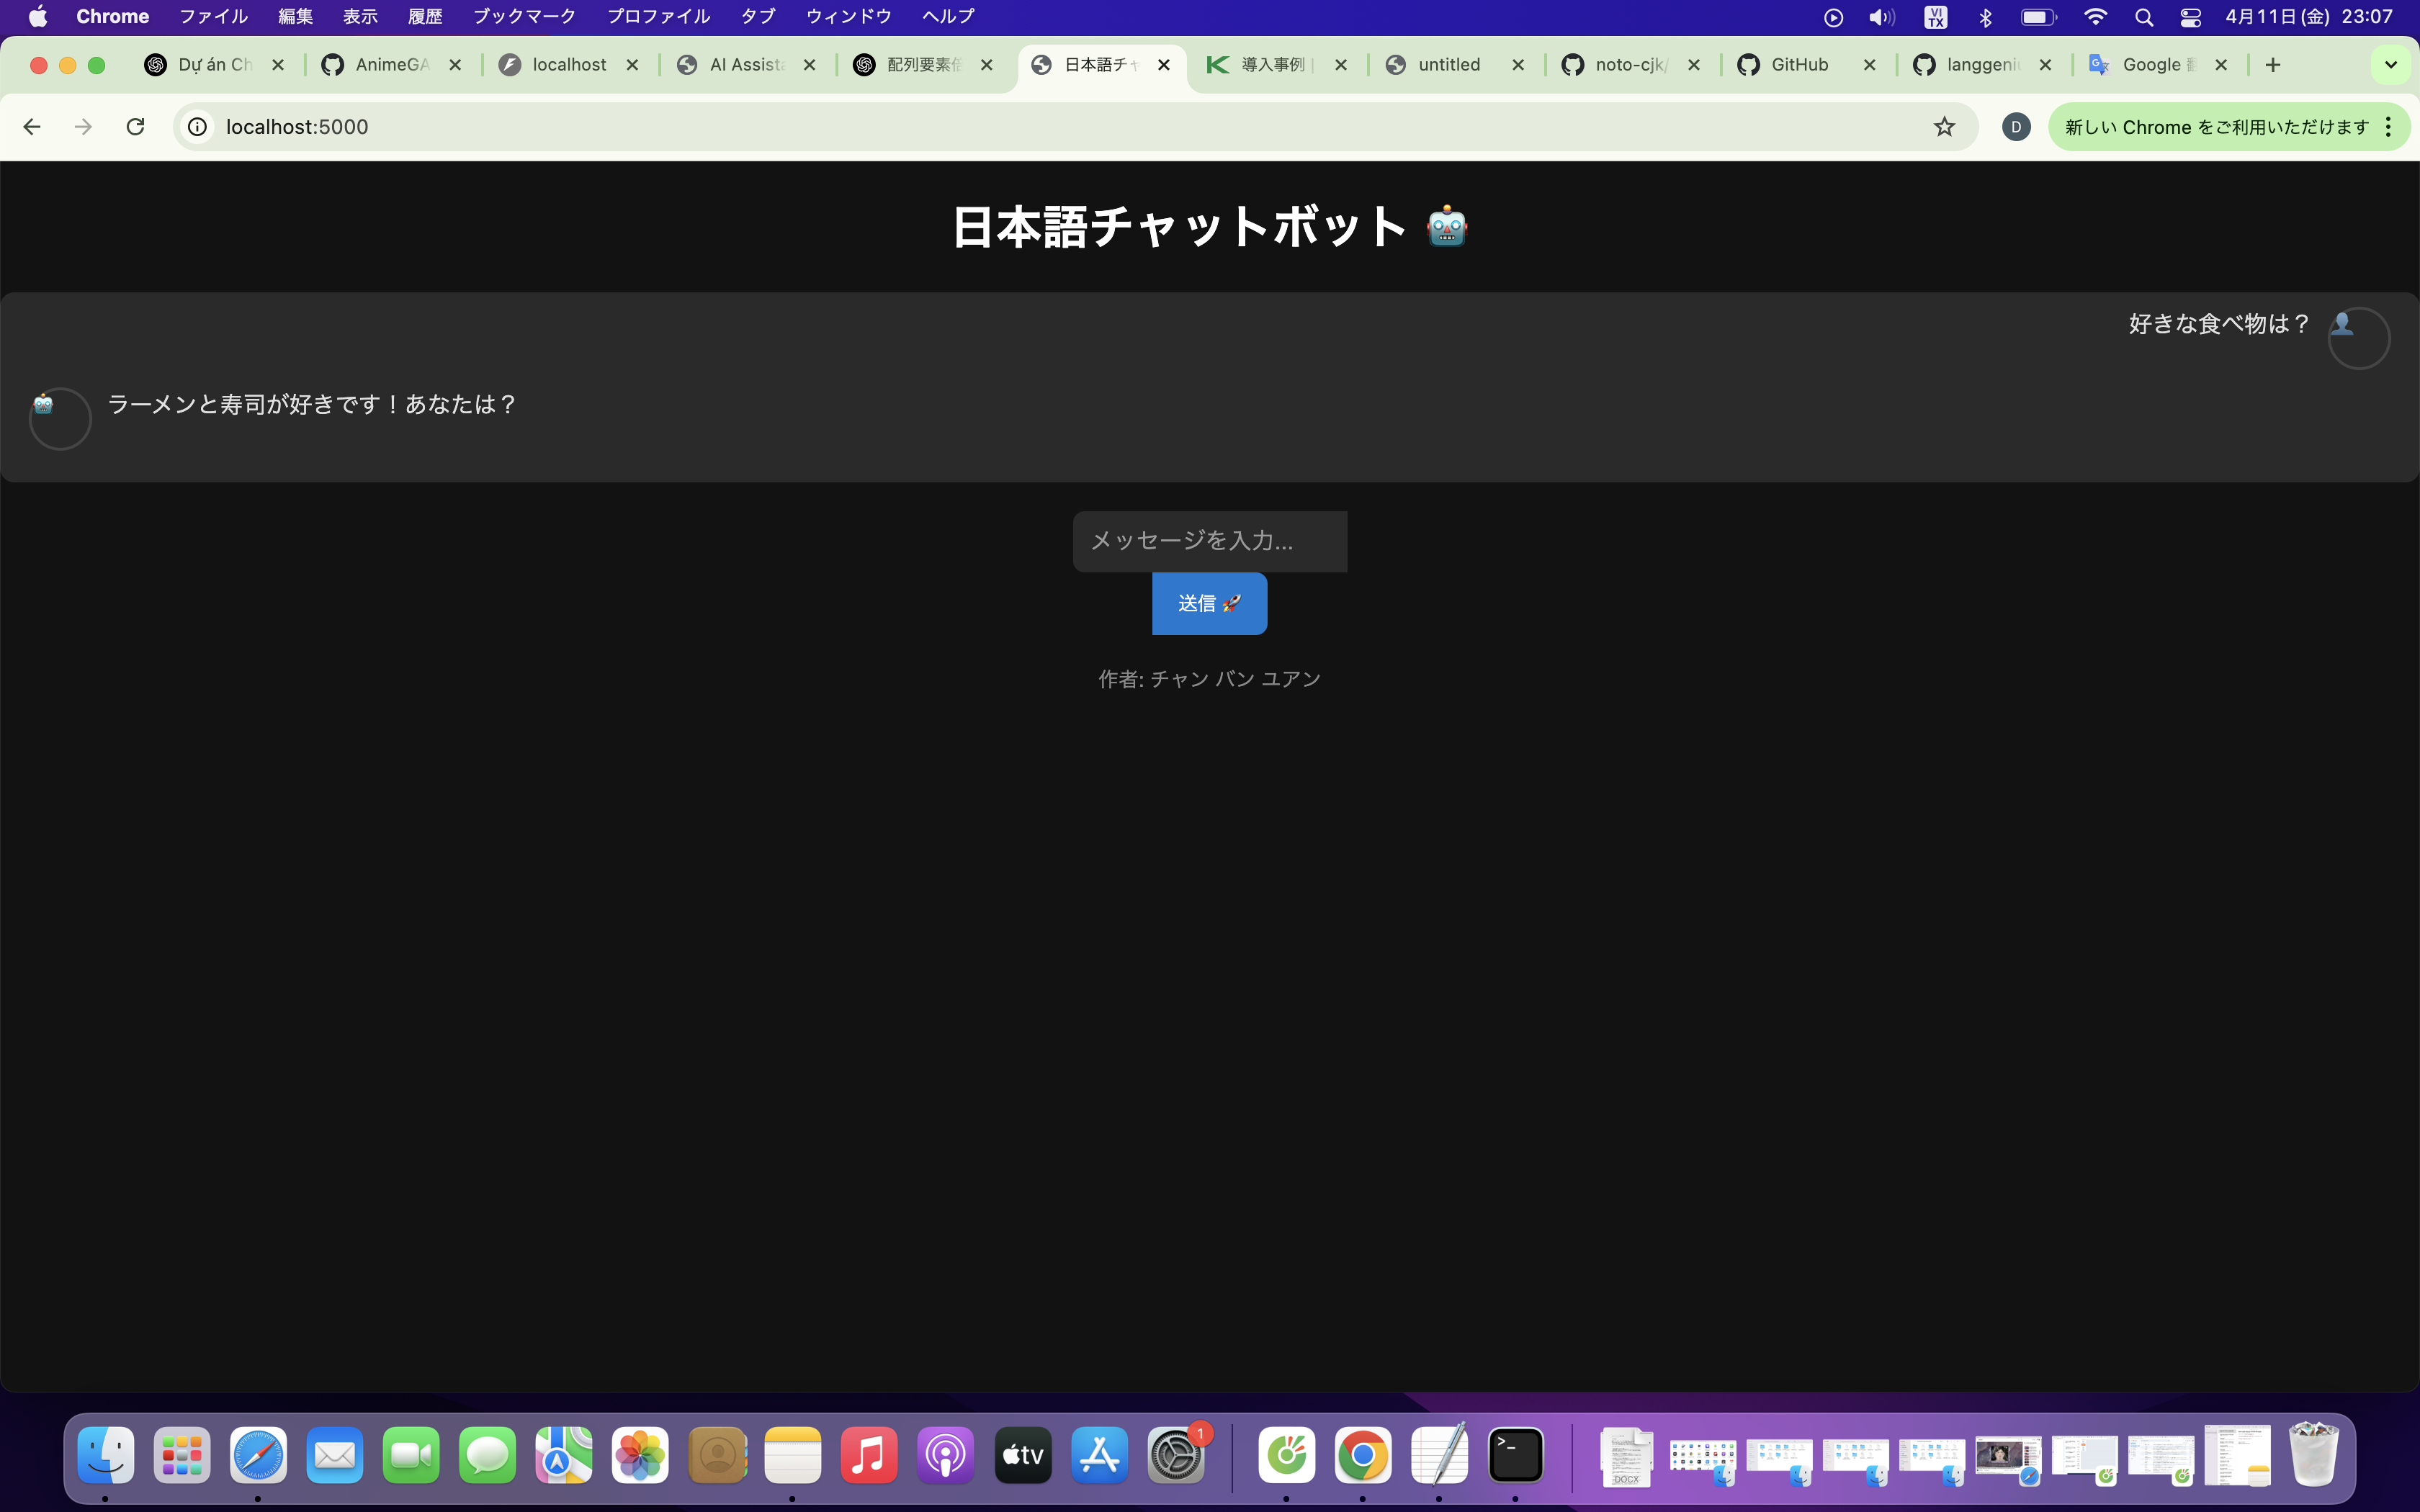 Chrome ファイル 編集 表示 履歴 ブックマーク プロファイル タブ ウィンドウ ヘルプ VI TX 4月11日(金) 23:07
Dự án Ch AnimeGA localhost AI Assista 配列要素倍 日本語チャ 導入事例 untitled noto-cjk/ GitHub langgeni Google 翻
localhost:5000 D 新しい Chrome をご利用いただけます
日本語チャットボット
好きな食べ物は？
ラーメンと寿司が好きです！あなたは？
メッセージを入力...
送信
作者: チャン バン ユアン
1
tv
>_
DOCX